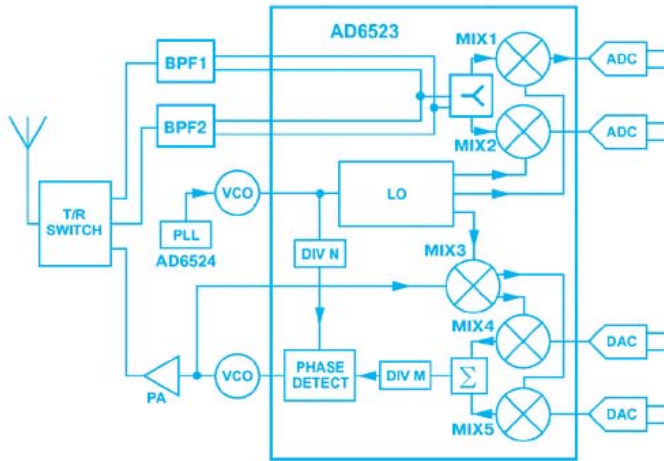 AD6523
MIX1
BPF1
ADC
BPF2
MIX2
ADC
VCO
LO
T/R
SWITCH
PLL
AD6524
DIV N
MIX3
MIX4
DAC
PA
VCO
PHASE
DETECT
DIV M
Σ
MIX5
DAC